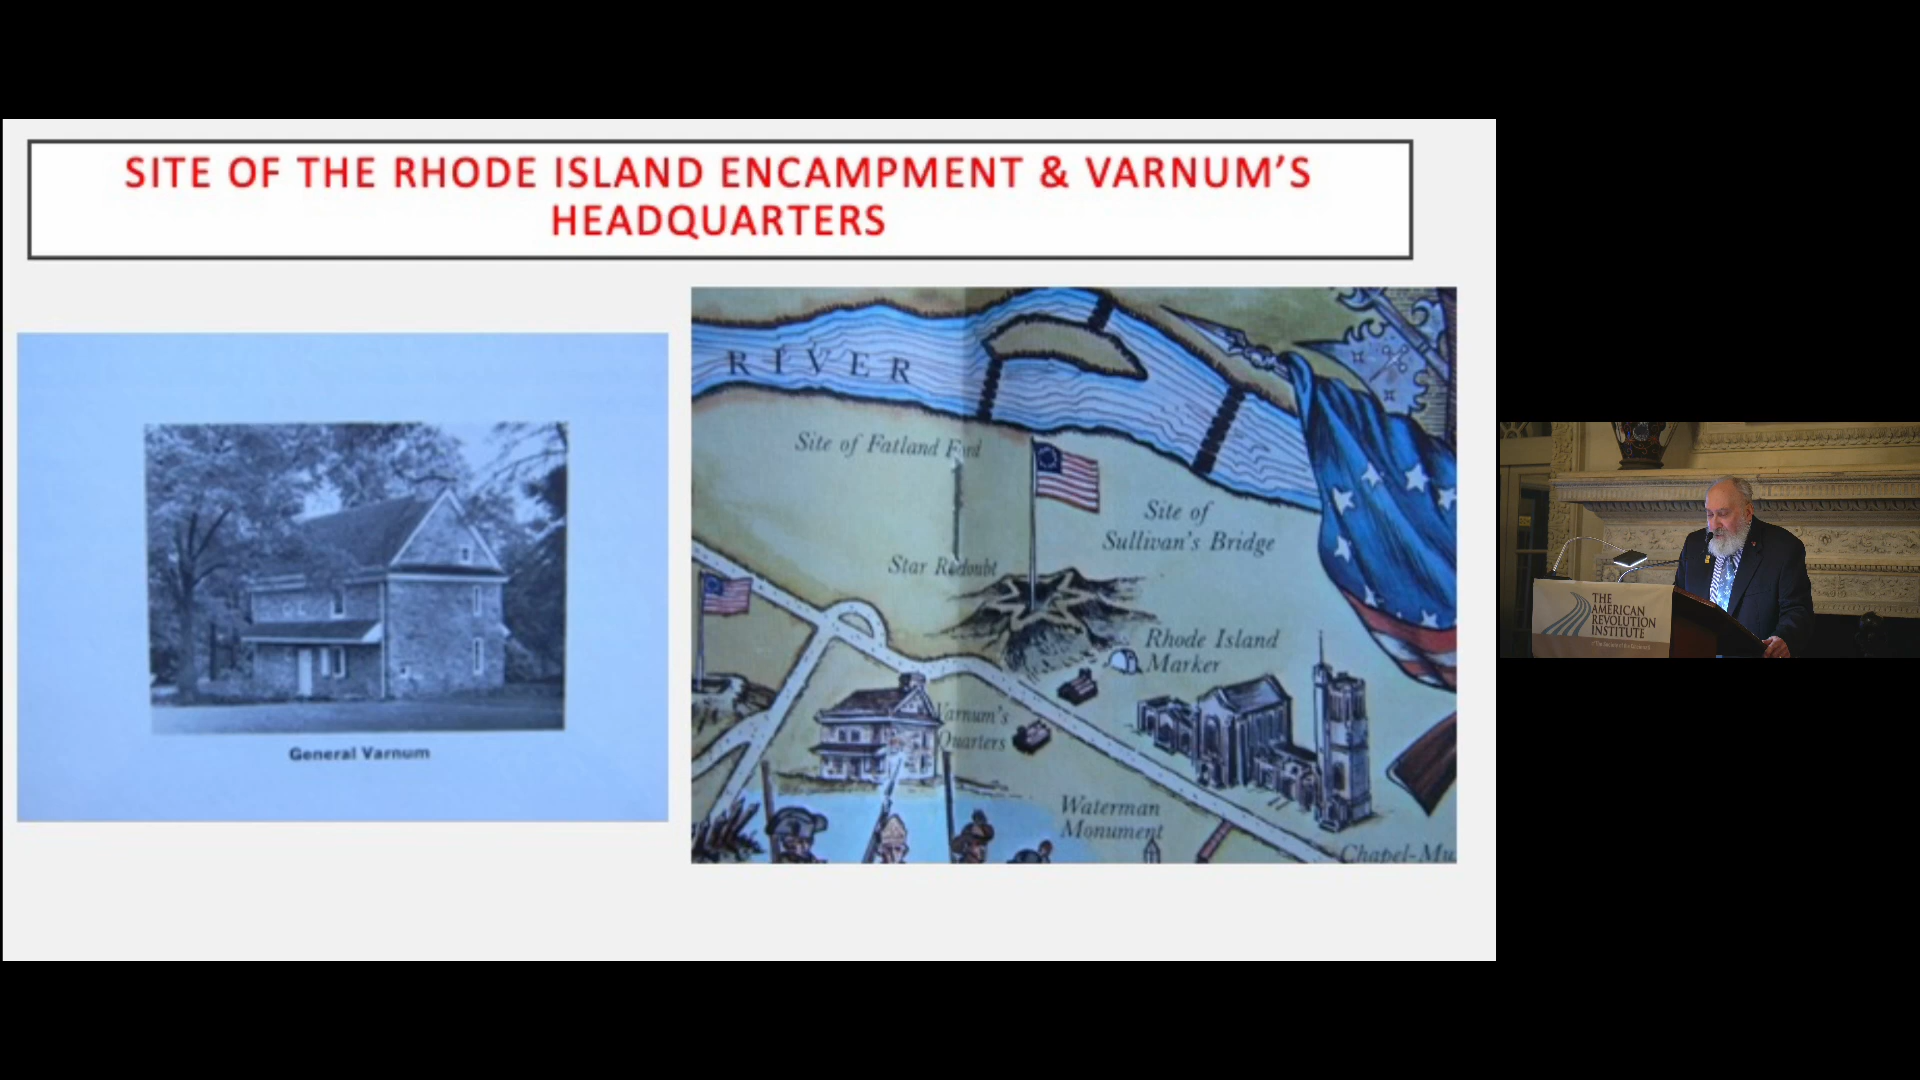 SITE OF THE RHODE ISLAND ENCAMPMENT & VARNUM'S
HEADQUARTERS
General Varnum
RIVER
Site of Fatland Ford
Site of
Sullivan's Bridge
Star Redoubt
Rhode Island
Marker
Varnum's
Quarters
Waterman
Monument
Chapel-Mu
THE
AMERICAN
REVOLUTION
INSTITUTE